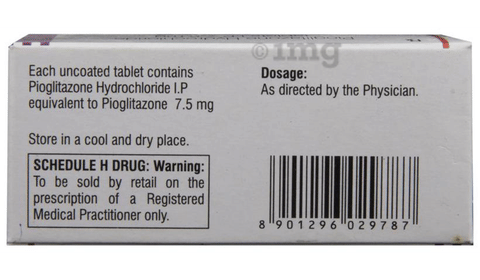 1mg
Each uncoated tablet contains
Pioglitazone Hydrochloride I.P
equivalent to Pioglitazone 7.5 mg
Store in a cool and dry place.
SCHEDULE H DRUG: Warning:
To be sold by retail on the
prescription of a Registered
Medical Practitioner only.
Dosage:
As directed by the Physician.
8 901296 029787